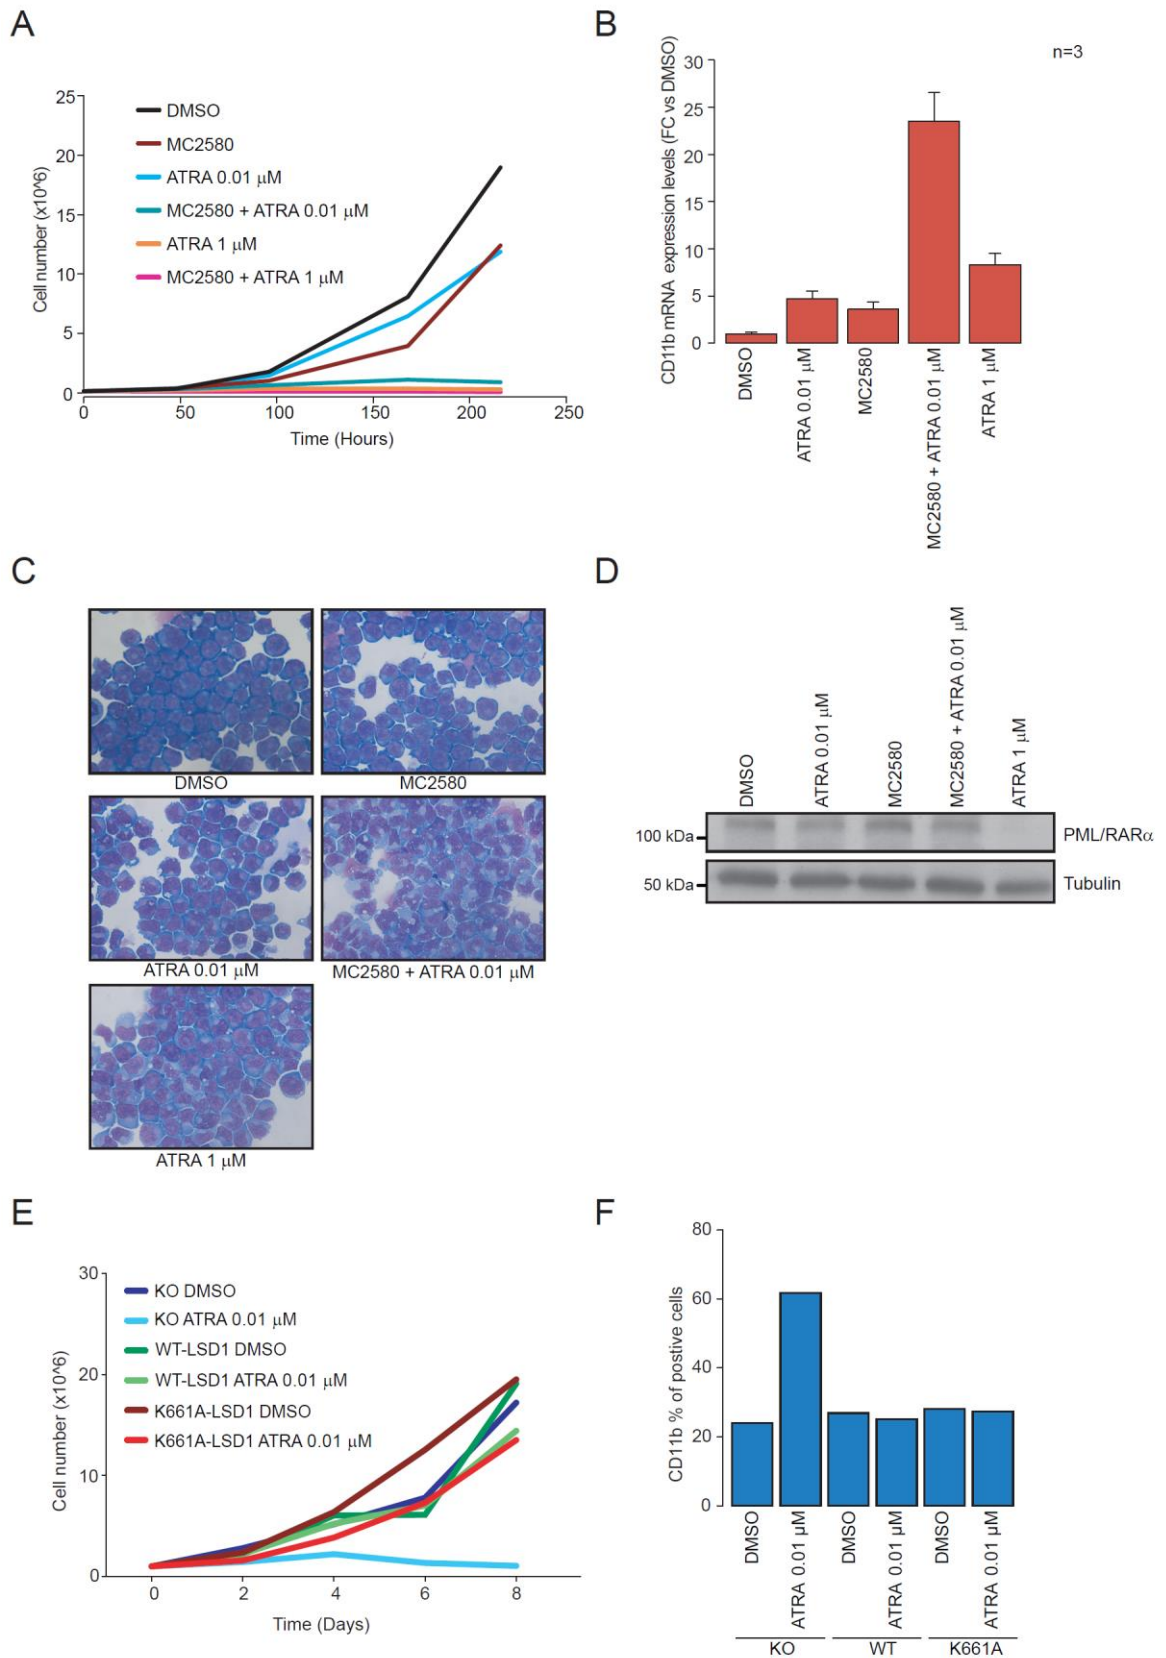 A
25
20
15
10
5
0
Cell number (x10^6)
DMSO
MC2580
ATRA 0.01 μM
MC2580 + ATRA 0.01 μM
ATRA 1 μM
MC2580 + ATRA 1 μM
0 50 100 150 200 250
Time (Hours)
B
n=3
CD11b mRNA expression levels (FC vs DMSO)
30
25
20
15
10
5
0
DMSO
ATRA 0.01 μM
MC2580
MC2580 + ATRA 0.01 μM
ATRA 1 μM
C
DMSO
MC2580
ATRA 0.01 μM
MC2580 + ATRA 0.01 μM
ATRA 1 μM
D
DMSO
ATRA 0.01 μM
MC2580
MC2580 + ATRA 0.01 μM
ATRA 1 μM
100 kDa
PML/RARα
50 kDa
Tubulin
E
30
20
10
0
Cell number (x10^6)
KO DMSO
KO ATRA 0.01 μM
WT-LSD1 DMSO
WT-LSD1 ATRA 0.01 μM
K661A-LSD1 DMSO
K661A-LSD1 ATRA 0.01 μM
0 2 4 6 8
Time (Days)
F
CD11b % of postive cells
80
60
40
20
0
DMSO
ATRA 0.01 μM
DMSO
ATRA 0.01 μM
DMSO
ATRA 0.01 μM
KO
WT
K661A